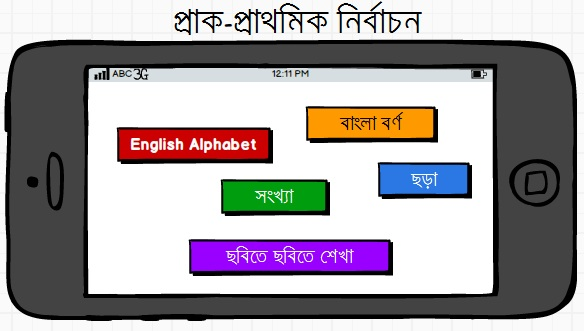 প্রাক-প্রাথমিক নির্বাচন
ABC 3G 12:11 PM
বাংলা বর্ণ
English Alphabet
ছড়া
সংখ্যা
ছবিতে ছবিতে শেখা